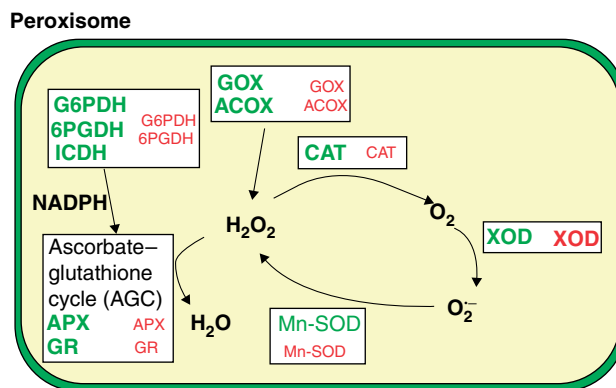 Peroxisome
G6PDH G6PDH
6PGDH 6PGDH
ICDH
GOX GOX
ACOX ACOX
CAT CAT
NADPH
H₂O₂
O₂
XOD XOD
Ascorbate–
glutathione
cycle (AGC)
APX APX
GR GR
H₂O
Mn-SOD
Mn-SOD
O₂·−